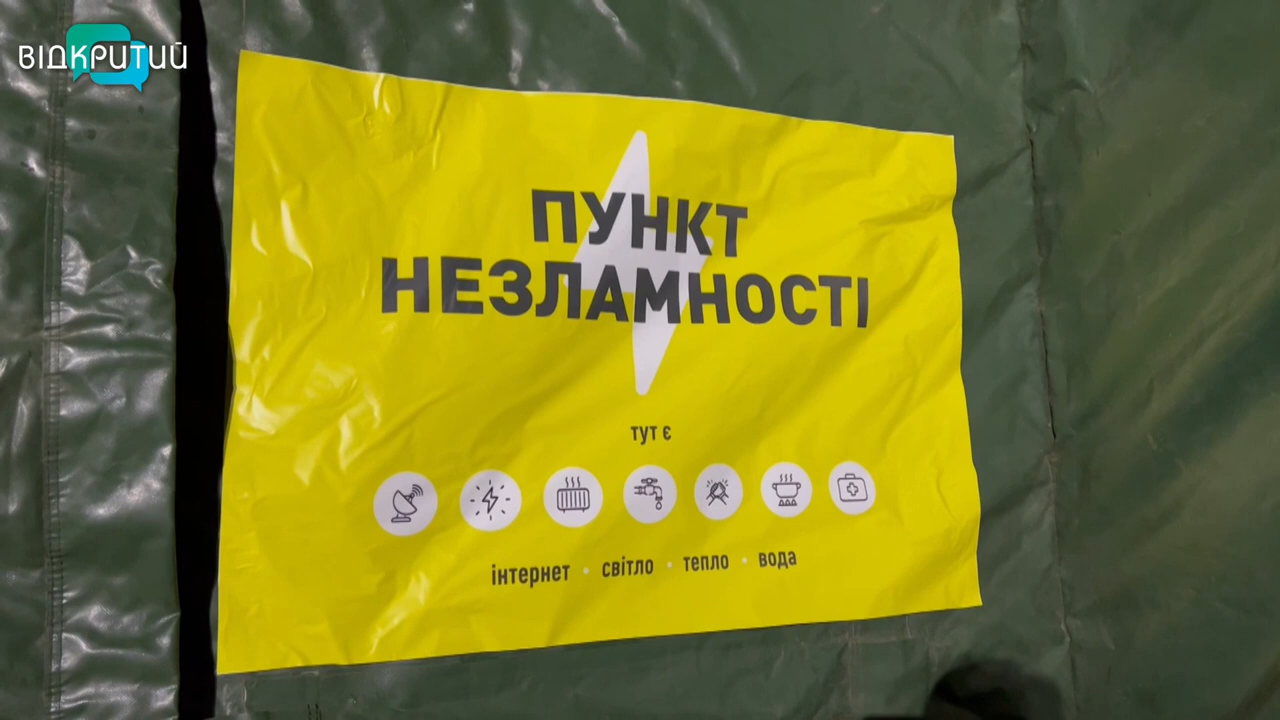 ВІДКРИТИЙ
ПУНКТ
НЕЗЛАМНОСТІ
тут є
інтернет • світло • тепло • вода